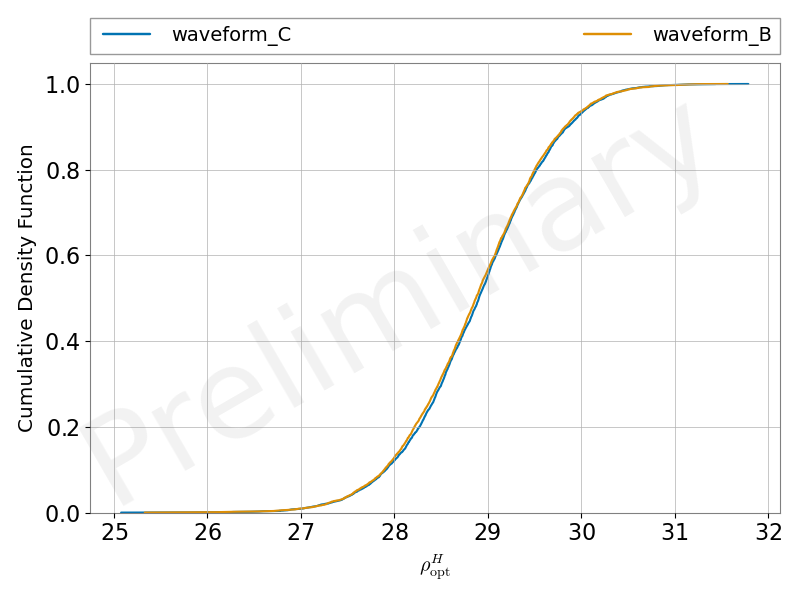 waveform_C waveform_B
1.0
0.8
0.6
0.4
0.2
0.0
Cumulative Density Function
Preliminary
25 26 27 28 29 30 31 32
ρ^H_opt